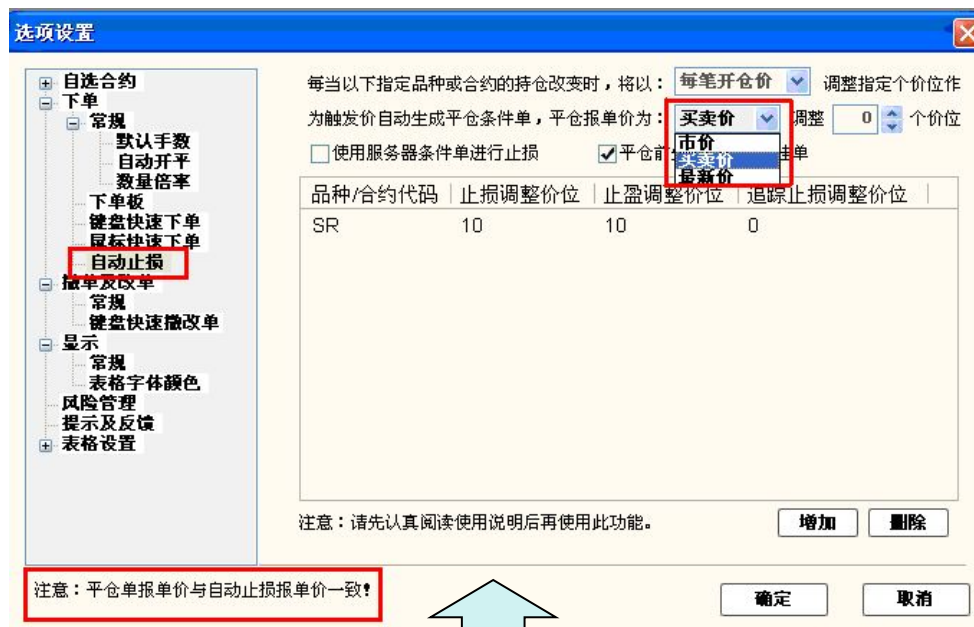 选项设置
自选合约
下单
常规
默认手数
自动开平
数量倍率
下单板
键盘快速下单
鼠标快速下单
自动止损
撤单及改单
常规
键盘快速撤改单
显示
常规
表格字体颜色
风险管理
提示及反馈
表格设置
每当以下指定品种或合约的持仓改变时，将以： 每笔开仓价 调整指定个价位作
为触发价自动生成平仓条件单，平仓报单价为： 买卖价 调整 0 个价位
市价
买卖价
最新价
使用服务器条件单进行止损 平仓前 单
品种/合约代码 止损调整价位 止盈调整价位 追踪止损调整价位
SR 10 10 0
注意：请先认真阅读使用说明后再使用此功能。 增加 删除
注意：平仓单报单价与自动止损报单价一致！
确定 取消